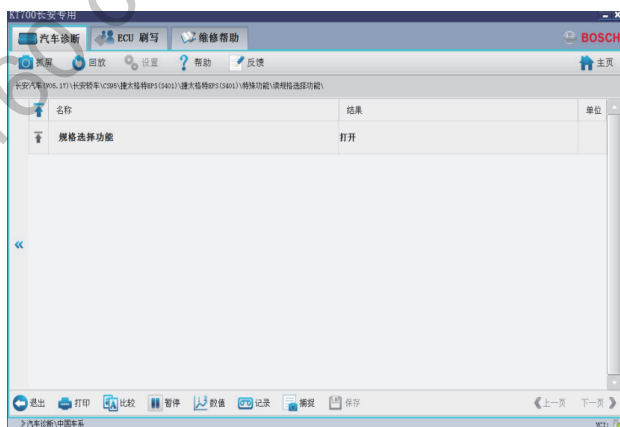 KT700长安专用
汽车诊断 ECU 刷写 维修帮助 BOSCH
抓屏 回放 设置 帮助 反馈 主页
长安汽车(V05.17)\长安轿车\CS95\捷太格特EPS(S401)\捷太格特EPS(S401)\特殊功能\读规格选择功能\
名称 结果 单位
规格选择功能 打开
退出 打印 比较 暂停 数值 记录 捕捉 保存 上一页 下一页
>汽车诊断\中国车系 VCI: